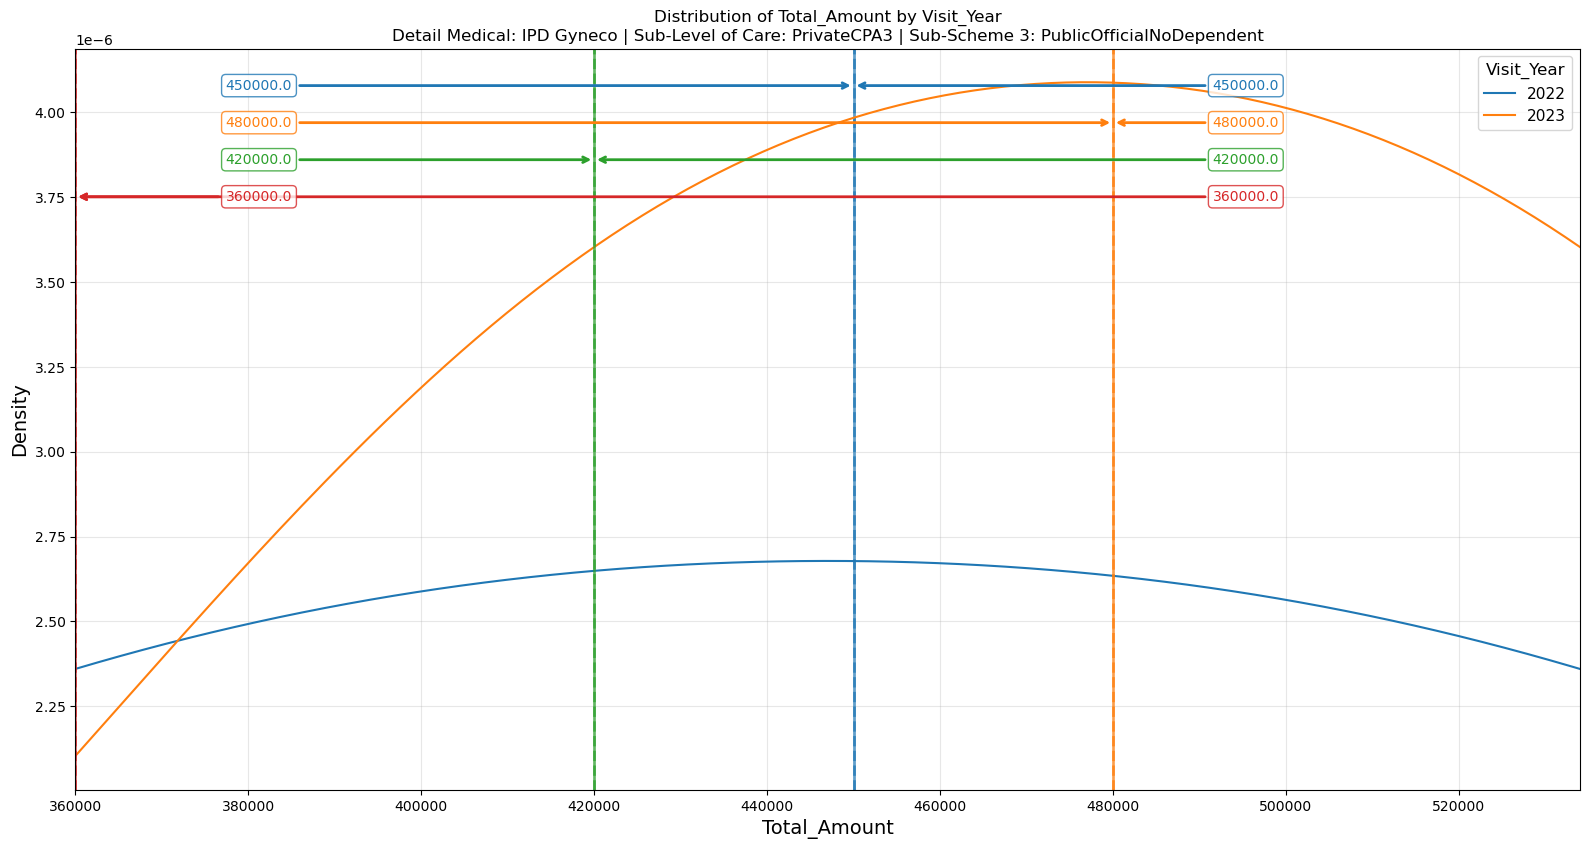 Distribution of Total_Amount by Visit_Year
Detail Medical: IPD Gyneco | Sub-Level of Care: PrivateCPA3 | Sub-Scheme 3: PublicOfficialNoDependent
1e−6
Visit_Year
2022
2023
450000.0 450000.0
480000.0 480000.0
420000.0 420000.0
360000.0 360000.0
4.00
3.75
3.50
3.25
3.00
2.75
2.50
2.25
Density
360000 380000 400000 420000 440000 460000 480000 500000 520000
Total_Amount